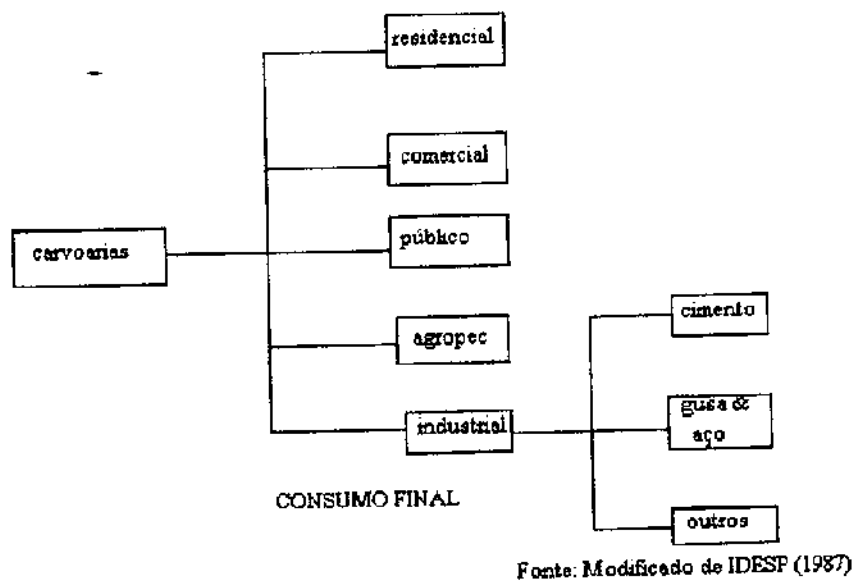 residencial
comercial
carvoarias
público
agropec
industrial
cimento
gusa &
aço
outros
CONSUMO FINAL
Fonte: Modificado de IDESP (1987)